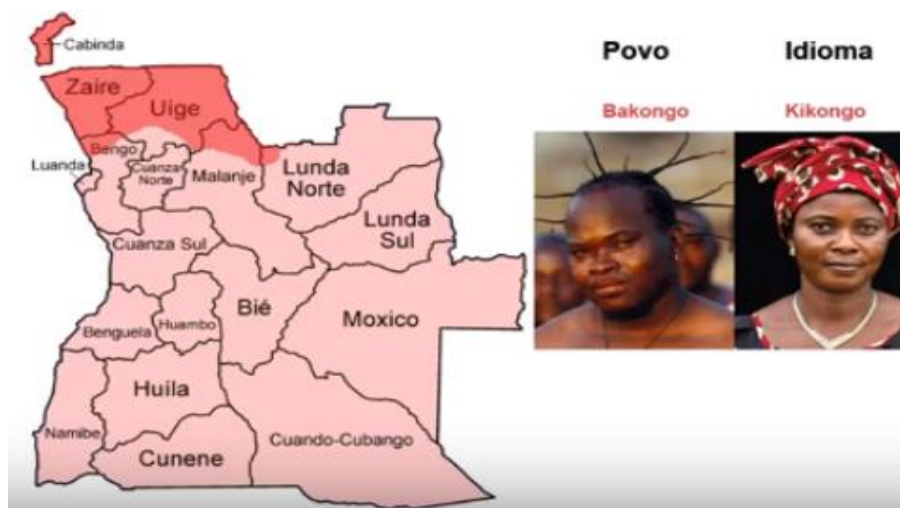 Cabinda
Povo Idioma
Zaire
Uige
Bakongo Kikongo
Bengo
Luanda
Cuanza
Norte
Malanje
Lunda
Norte
Lunda
Sul
Cuanza Sul
Bié
Moxico
Benguela
Huambo
Huila
Namibe
Cunene
Cuando-Cubango